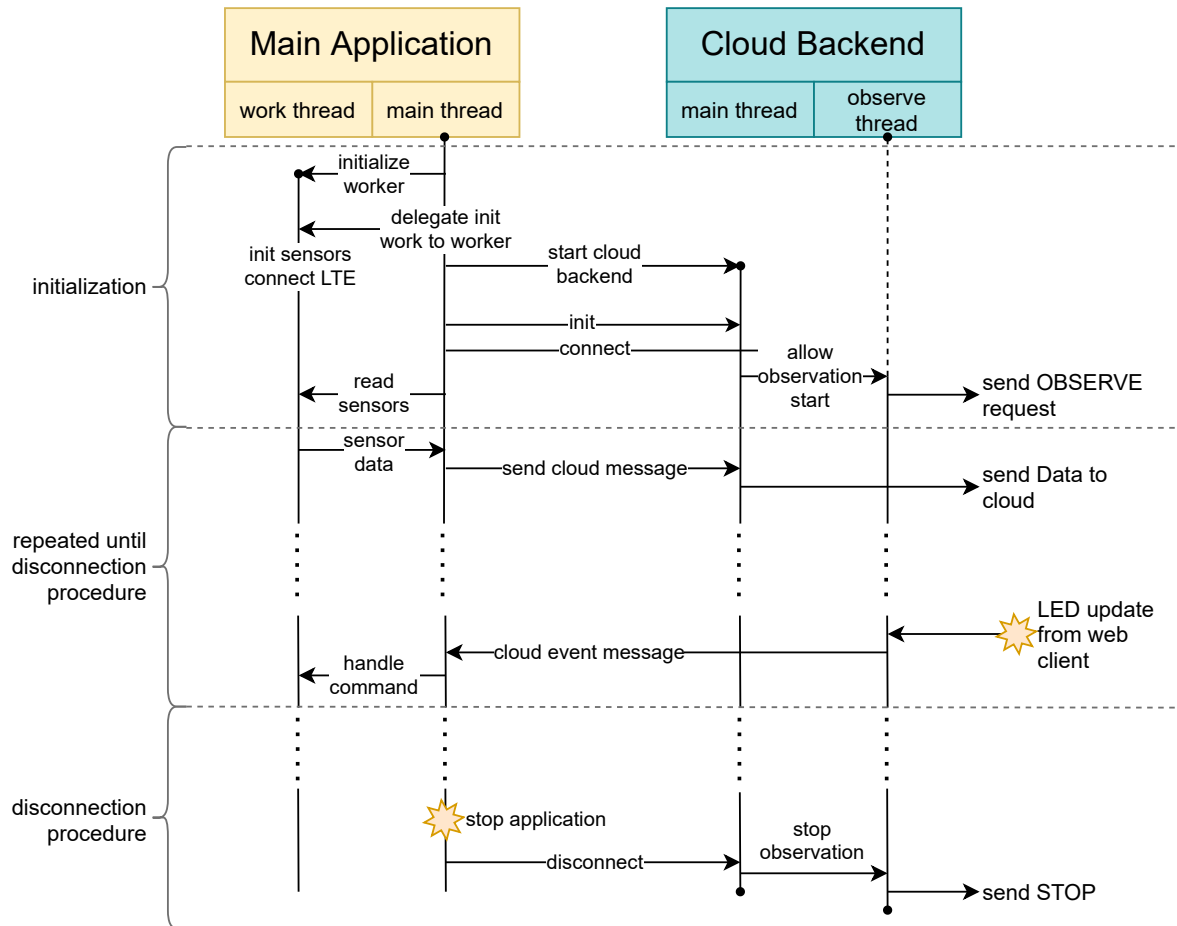 Main Application
Cloud Backend
work thread
main thread
main thread
observe
thread
initialize
worker
delegate init
work to worker
init sensors
connect LTE
start cloud
backend
initialization
init
connect
allow
observation
start
read
sensors
send OBSERVE
request
sensor
data
send cloud message
send Data to
cloud
repeated until
disconnection
procedure
LED update
from web
client
cloud event message
handle
command
disconnection
procedure
stop application
stop
observation
disconnect
send STOP